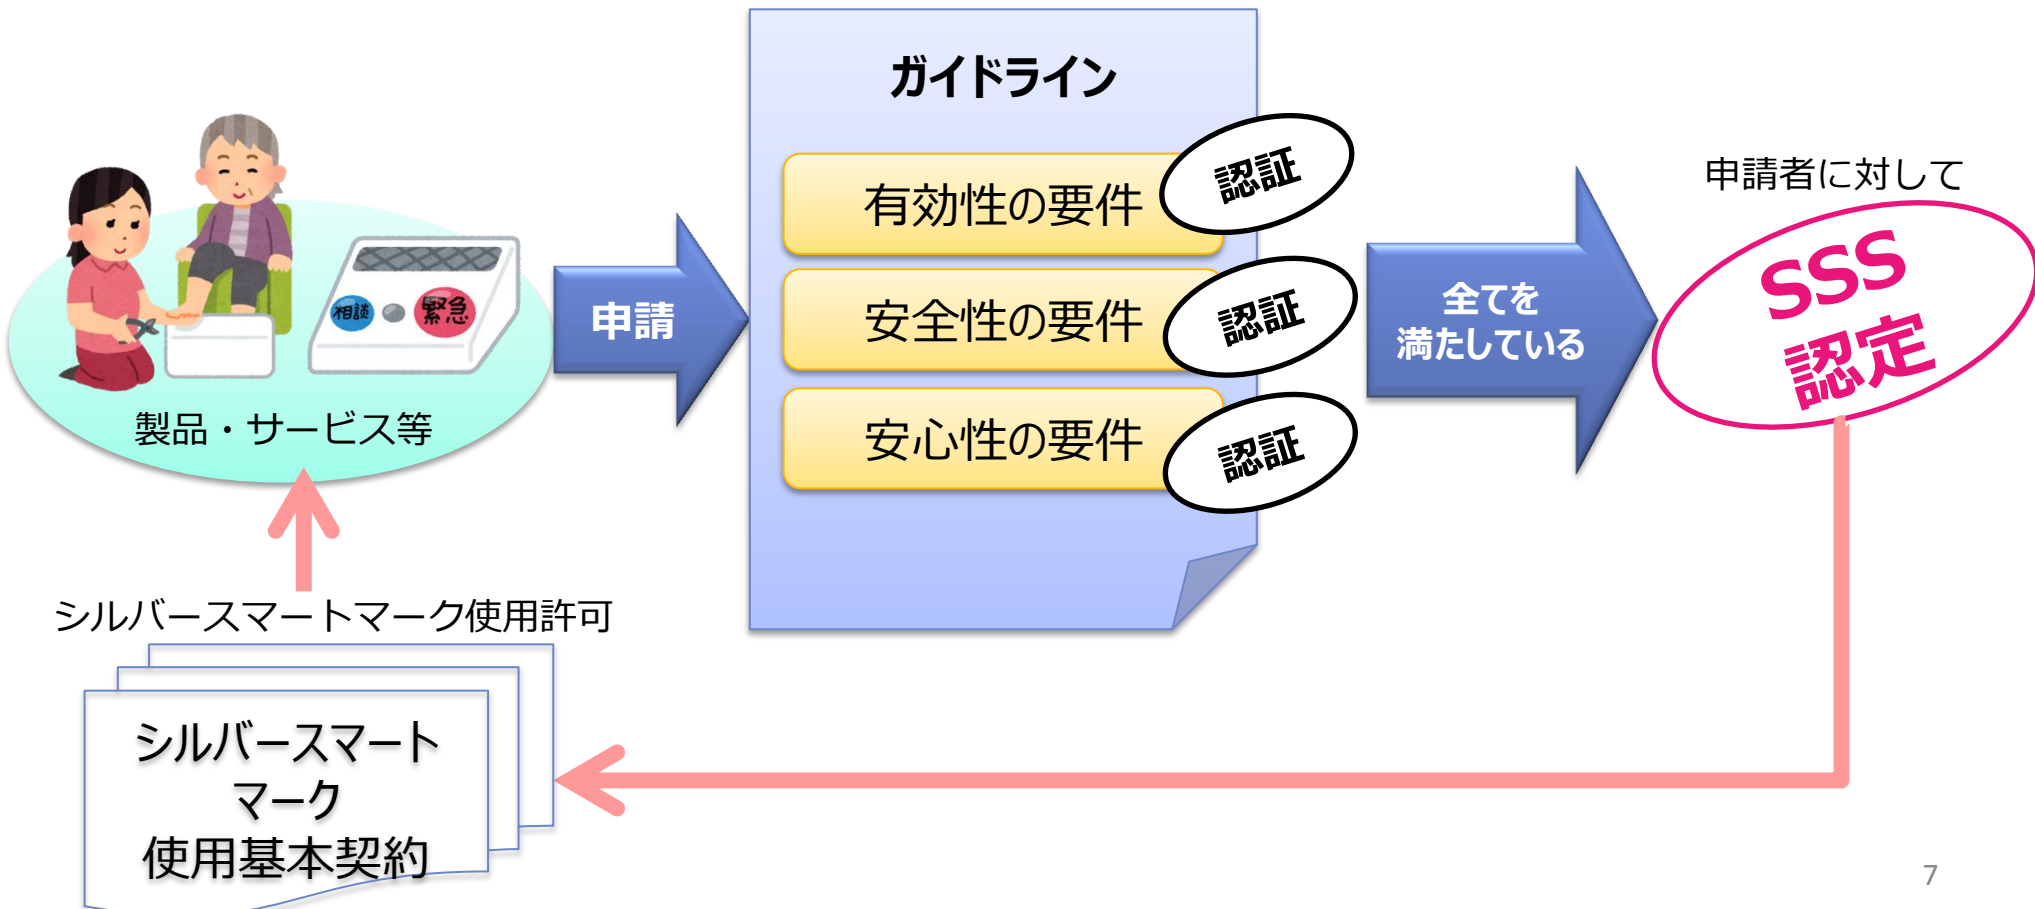 相談
緊急
製品・サービス等
申請
ガイドライン
有効性の要件
認証
安全性の要件
認証
安心性の要件
認証
全てを
満たしている
申請者に対して
SSS
認定
シルバースマートマーク使用許可
シルバースマート
マーク
使用基本契約
7